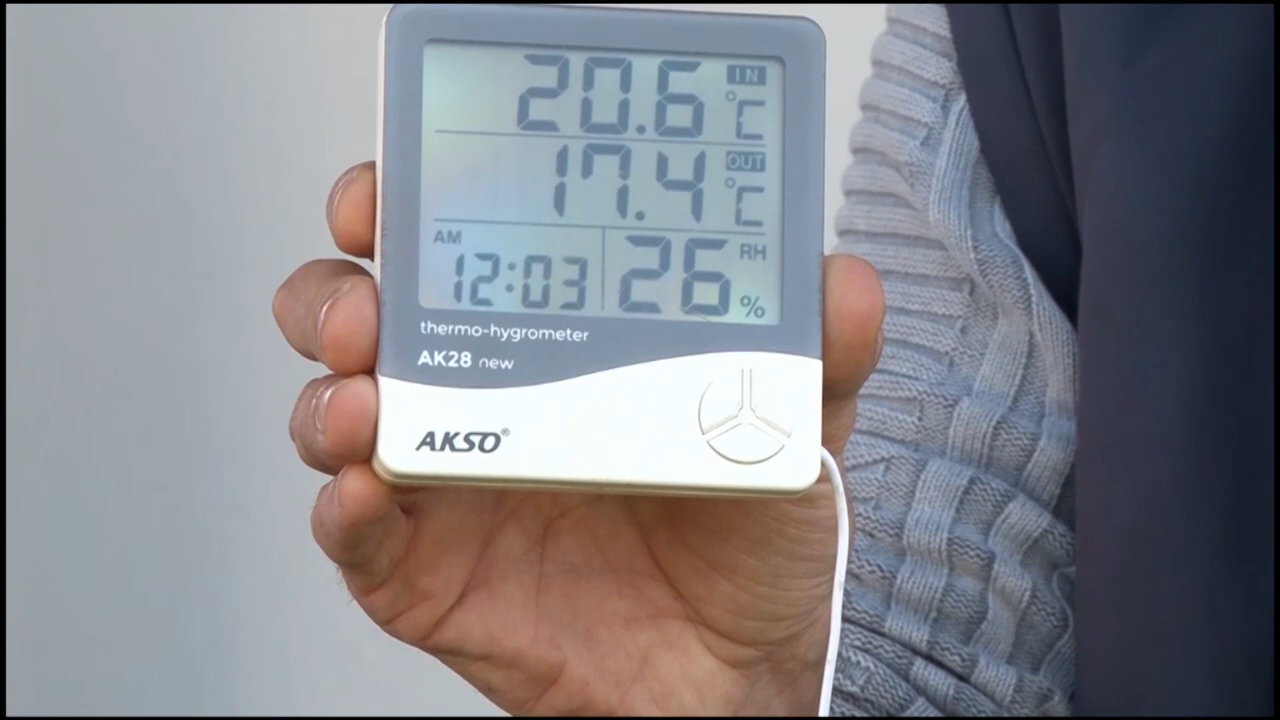 20.6 IN °C
17.4 OUT °C
AM 12:03 26 RH %
thermo-hygrometer
AK28 new
AKSO®